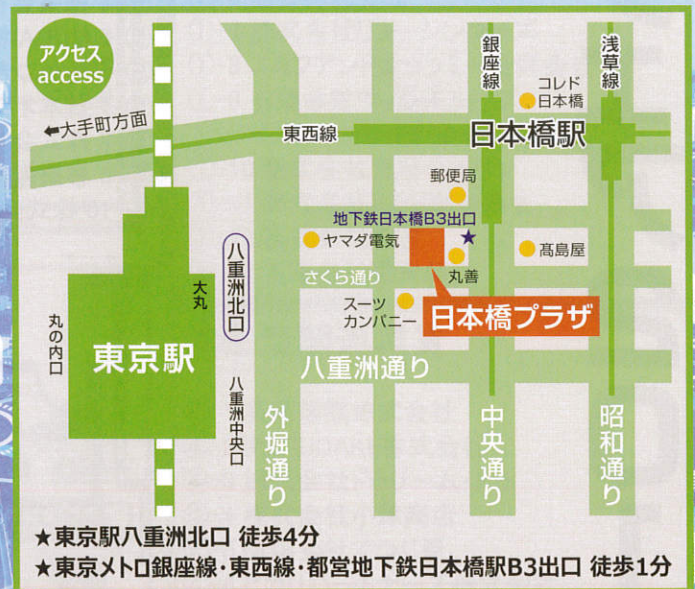 アクセス
access
←大手町方面
東西線
銀座線
浅草線
コレド
日本橋
日本橋駅
郵便局
地下鉄日本橋B3出口
★
ヤマダ電気
丸善
髙島屋
さくら通り
スーツ
カンパニー
日本橋プラザ
八重洲北口
大丸
丸の内口
東京駅
八重洲中央口
八重洲通り
外堀通り
中央通り
昭和通り
★東京駅八重洲北口 徒歩4分
★東京メトロ銀座線・東西線・都営地下鉄日本橋駅B3出口 徒歩1分